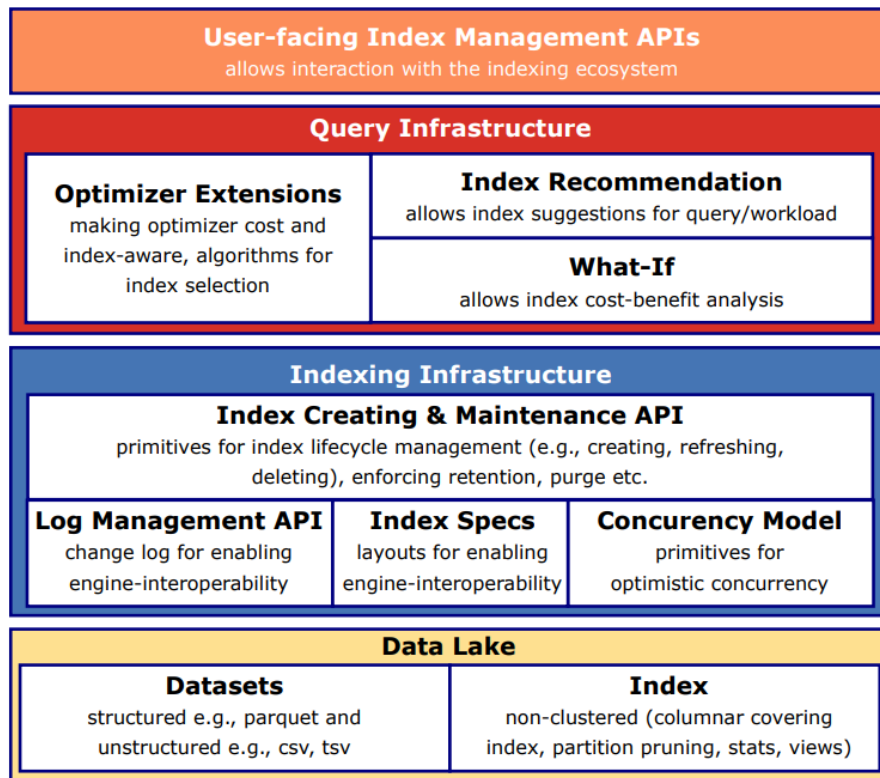 User-facing Index Management APIs
allows interaction with the indexing ecosystem
Query Infrastructure
Optimizer Extensions
making optimizer cost and
index-aware, algorithms for
index selection
Index Recommendation
allows index suggestions for query/workload
What-If
allows index cost-benefit analysis
Indexing Infrastructure
Index Creating & Maintenance API
primitives for index lifecycle management (e.g., creating, refreshing,
deleting), enforcing retention, purge etc.
Log Management API
change log for enabling
engine-interoperability
Index Specs
layouts for enabling
engine-interoperability
Concurency Model
primitives for
optimistic concurrency
Data Lake
Datasets
structured e.g., parquet and
unstructured e.g., csv, tsv
Index
non-clustered (columnar covering
index, partition pruning, stats, views)